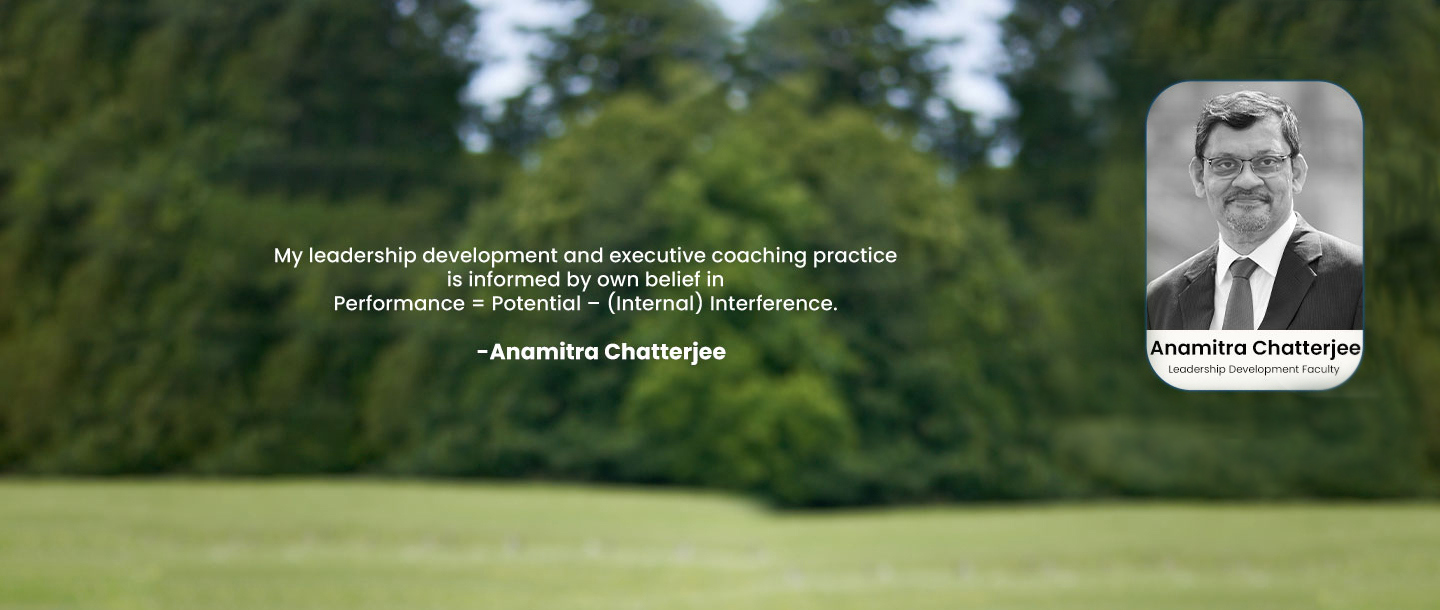 My leadership development and executive coaching practice
is informed by own belief in
Performance = Potential – (Internal) Interference.
-Anamitra Chatterjee
Anamitra Chatterjee
Leadership Development Faculty